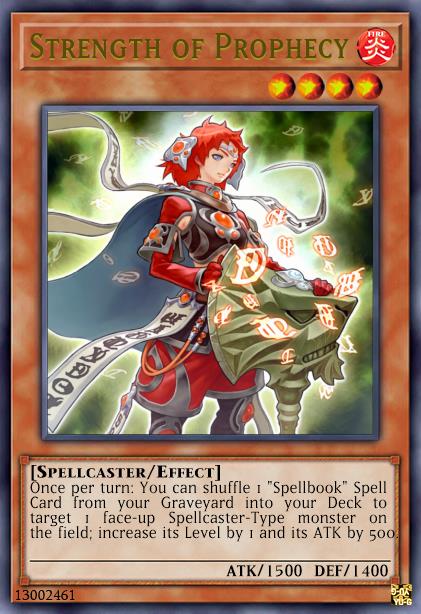 STRENGTH OF PROPHECY
FIRE
炎
[SPELLCASTER/EFFECT]
Once per turn: You can shuffle 1 "Spellbook" Spell
Card from your Graveyard into your Deck to
target 1 face-up Spellcaster-Type monster on
the field; increase its Level by 1 and its ATK by 500.
ATK/1500 DEF/1400
13002461